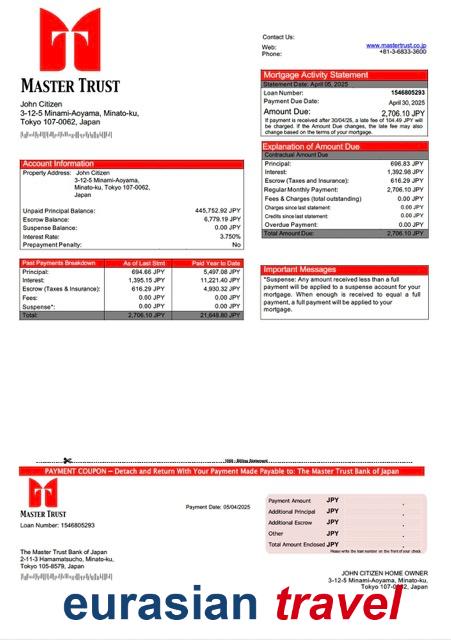 MASTER TRUST
John Citizen
3-12-5 Minami-Aoyama, Minato-ku,
Tokyo 107-0062, Japan
Contact Us:
Web: www.mastertrust.co.jp
Phone: +81-3-6833-3600
Mortgage Activity Statement
Statement Date: April 05, 2025
Loan Number: 1546805293
Payment Due Date: April 30, 2025
Amount Due: 2,706.10 JPY
If payment is received after 30/04/25, a late fee of 104.49 JPY will
be charged. if the Amount Due changes, the late fee may also
change based on the terms of your mortgage.
Explanation of Amount Due
Contractual Amount Due
Principal: 696.83 JPY
Interest: 1,392.98 JPY
Escrow (Taxes and Insurance): 616.29 JPY
Regular Monthly Payment: 2,706.10 JPY
Fees & Charges (total outstanding) 0.00 JPY
Charges since last statement: 0.00 JPY
Credits since last statement: 0.00 JPY
Overdue Payment: 0.00 JPY
Total Amount Due: 2,706.10 JPY
Account Information
Property Address: John Citizen
3-12-5 Minami-Aoyama,
Minato-ku, Tokyo 107-0062,
Japan
Unpaid Principal Balance: 445,752.92 JPY
Escrow Balance: 6,779.19 JPY
Suspense Balance: 0.00 JPY
Interest Rate: 3.750%
Prepayment Penalty: No
Past Payments Breakdown As of Last Stmt Paid Year to Date
Principal: 694.66 JPY 5,497.08 JPY
Interest: 1,395.15 JPY 11,221.40 JPY
Escrow (Taxes & Insurance): 616.29 JPY 4,930.32 JPY
Fees: 0.00 JPY 0.00 JPY
Suspense*: 0.00 JPY 0.00 JPY
Total: 2,706.10 JPY 21,648.80 JPY
Important Messages
*Suspense: Any amount received less than a full
payment will be applied to a suspense account for your
mortgage. When enough is received to equal a full
payment, a full payment will be applied to your
mortgage.
PAYMENT COUPON – Detach and Return With Your Payment Made Payable to: The Master Trust Bank of Japan
MASTER TRUST
Loan Number: 1546805293
Payment Date: 05/04/2025
Payment Amount JPY .
Additional Principal JPY .
Additional Escrow JPY .
Other JPY .
Total Amount Enclosed JPY .
Please write the loan number on the front of your check
The Master Trust Bank of Japan
2-11-3 Hamamatsucho, Minato-ku,
Tokyo 105-8579, Japan
JOHN CITIZEN HOME OWNER
3-12-5 Minami-Aoyama, Minato-ku,
Tokyo 107-0062, Japan
eurasian travel